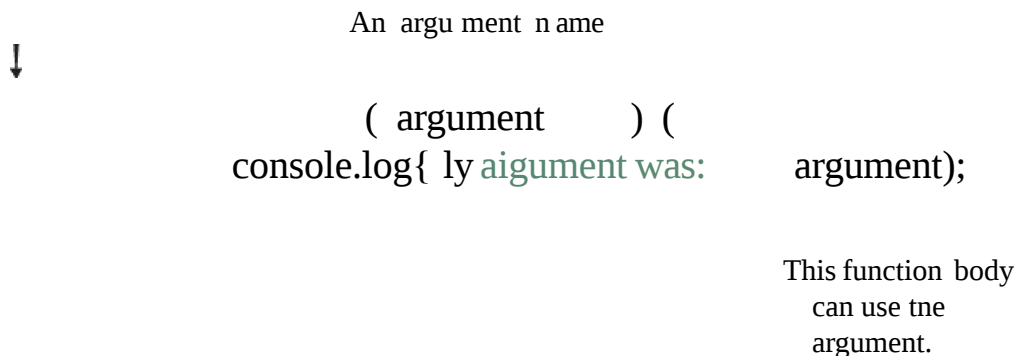 An argu ment n ame
( argument ) (
console.log{ ly aigument was: argument);
This function body
can use tne
argument.